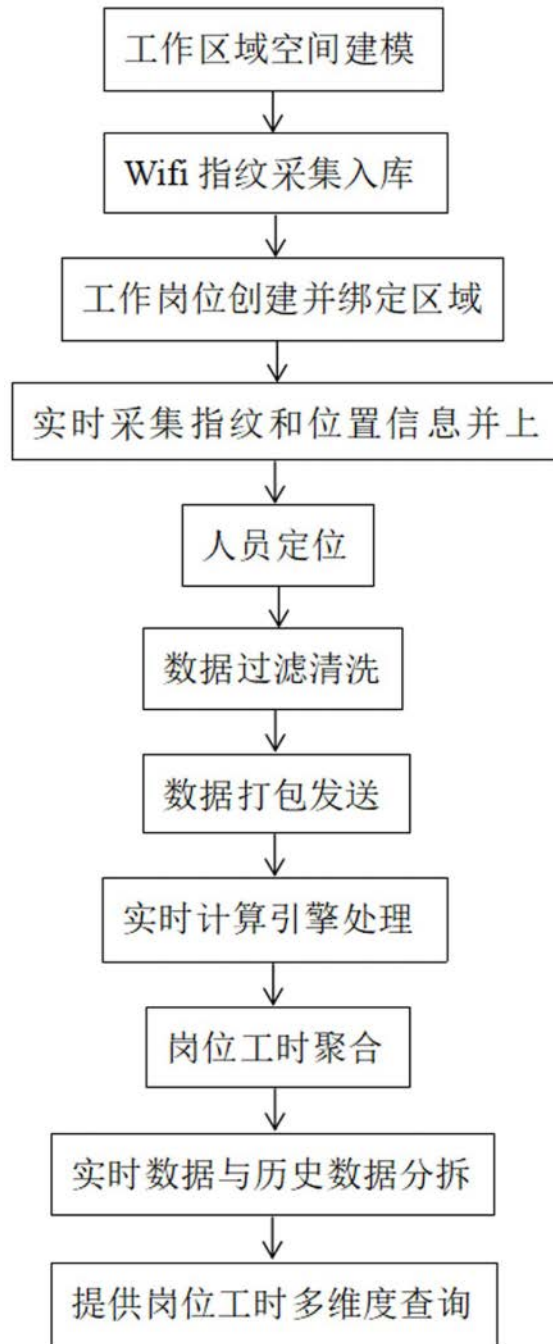 工作区域空间建模
Wifi 指纹采集入库
工作岗位创建并绑定区域
实时采集指纹和位置信息并上
人员定位
数据过滤清洗
数据打包发送
实时计算引擎处理
岗位工时聚合
实时数据与历史数据分拆
提供岗位工时多维度查询